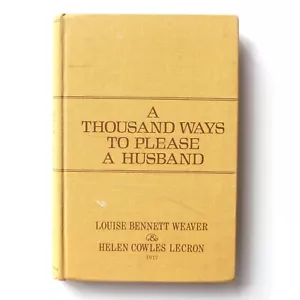 A
THOUSAND WAYS
TO PLEASE
A HUSBAND
LOUISE BENNETT WEAVER
&
HELEN COWLES LECRON
1917